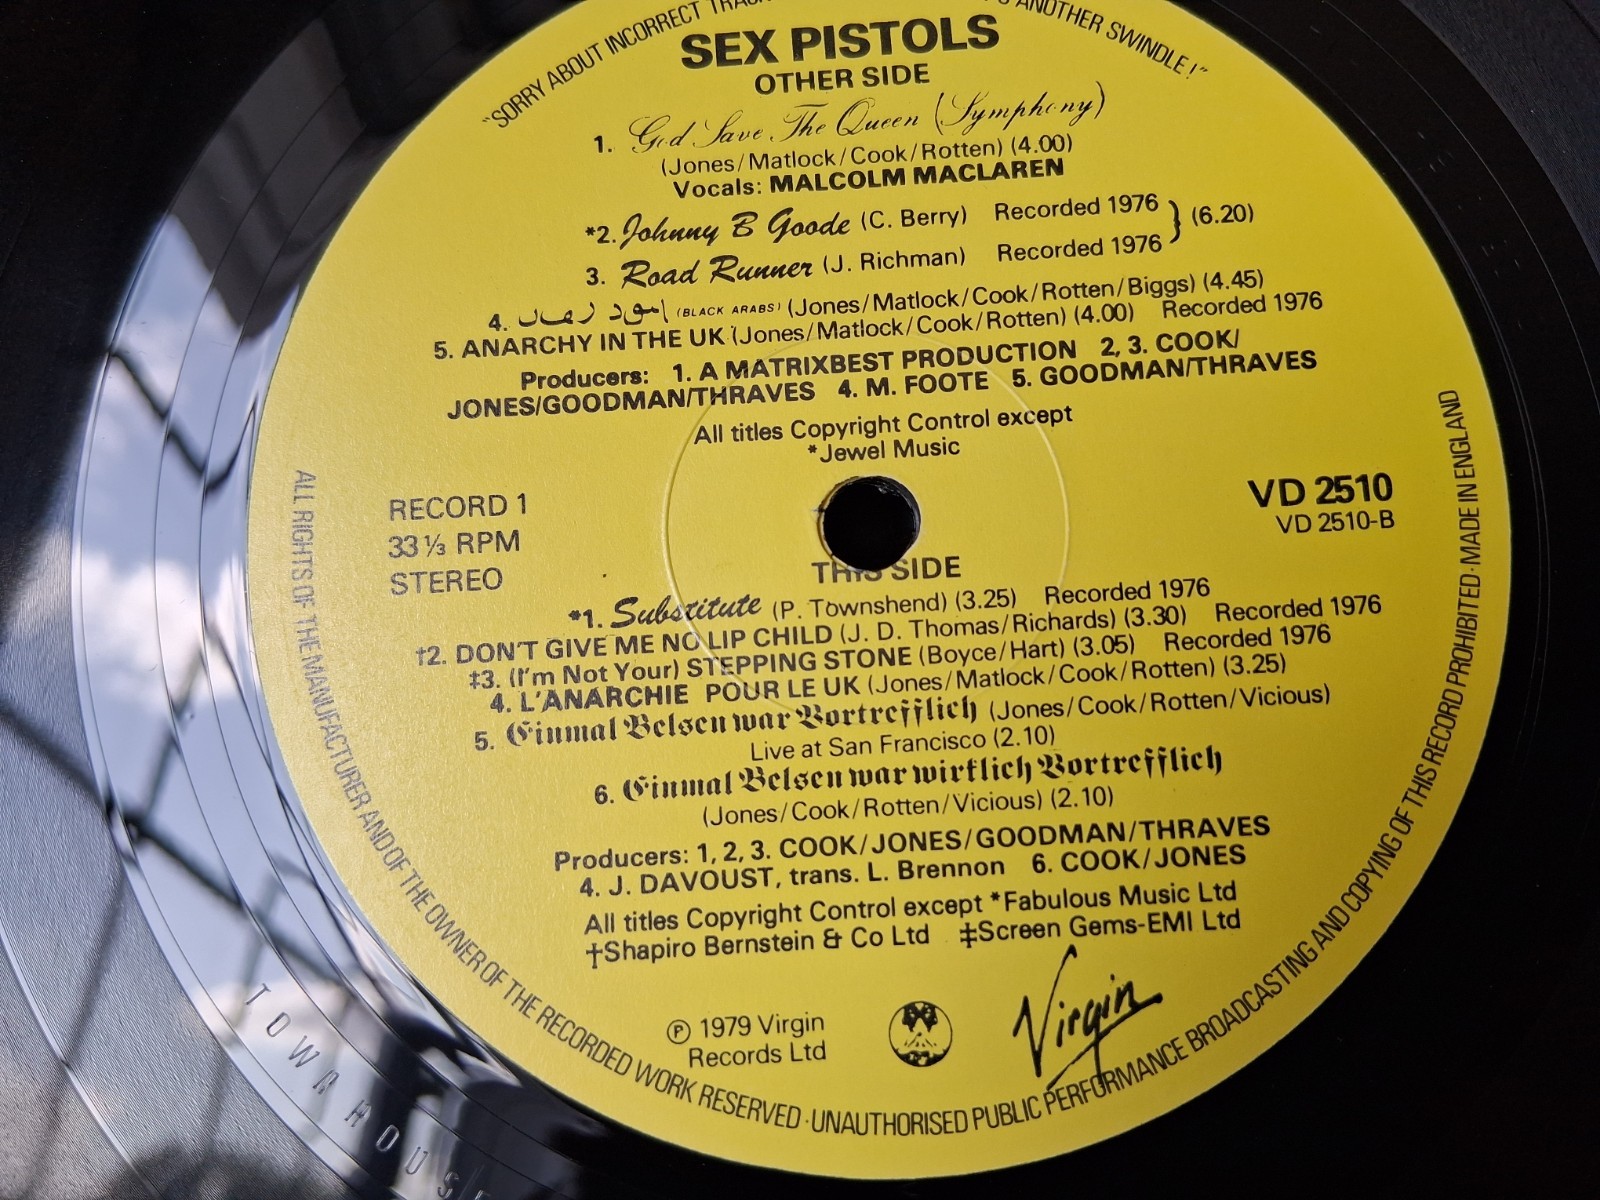 "SORRY ABOUT INCORRECT
ANOTHER SWINDLE!"
SEX PISTOLS
OTHER SIDE
1. God Save The Queen (Symphony)
(Jones/Matlock/Cook/Rotten) (4.00)
Vocals: MALCOLM MACLAREN
*2. Johnny B Goode (C. Berry) Recorded 1976
3. Road Runner (J. Richman) Recorded 1976 } (6.20)
4. (BLACK ARABS) (Jones/Matlock/Cook/Rotten/Biggs) (4.45)
5. ANARCHY IN THE UK (Jones/Matlock/Cook/Rotten) (4.00) Recorded 1976
Producers: 1. A MATRIXBEST PRODUCTION 2, 3. COOK/
JONES/GOODMAN/THRAVES 4. M. FOOTE 5. GOODMAN/THRAVES
All titles Copyright Control except
*Jewel Music
RECORD 1
33 ⅓ RPM
STEREO
VD 2510
VD 2510-B
THIS SIDE
*1. Substitute (P. Townshend) (3.25) Recorded 1976
†2. DON'T GIVE ME NO LIP CHILD (J. D. Thomas/Richards) (3.30) Recorded 1976
‡3. (I'm Not Your) STEPPING STONE (Boyce/Hart) (3.05) Recorded 1976
4. L'ANARCHIE POUR LE UK (Jones/Matlock/Cook/Rotten) (3.25)
5. Einmal Belsen war Vortrefflich (Jones/Cook/Rotten/Vicious)
Live at San Francisco (2.10)
6. Einmal Belsen war wirklich Vortrefflich
(Jones/Cook/Rotten/Vicious) (2.10)
Producers: 1, 2, 3. COOK/JONES/GOODMAN/THRAVES
4. J. DAVOUST, trans. L. Brennon 6. COOK/JONES
All titles Copyright Control except *Fabulous Music Ltd
†Shapiro Bernstein & Co Ltd ‡Screen Gems-EMI Ltd
℗ 1979 Virgin
Records Ltd
Virgin
ALL RIGHTS OF THE MANUFACTURER AND OF THE OWNER OF THE RECORDED WORK RESERVED · UNAUTHORISED PUBLIC PERFORMANCE BROADCASTING AND COPYING OF THIS RECORD PROHIBITED · MADE IN ENGLAND
TOWNHOUSE